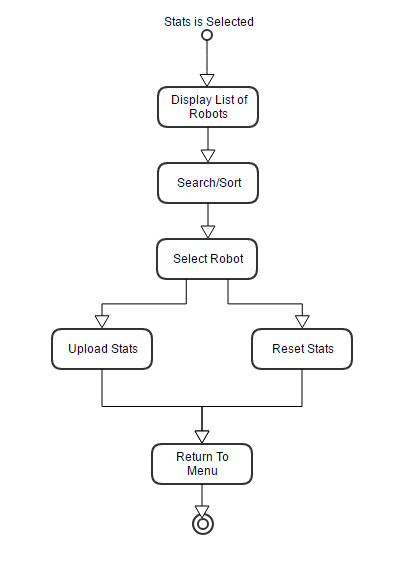 Stats is Selected
Display List of
Robots
Search/Sort
Select Robot
Upload Stats
Reset Stats
Return To
Menu